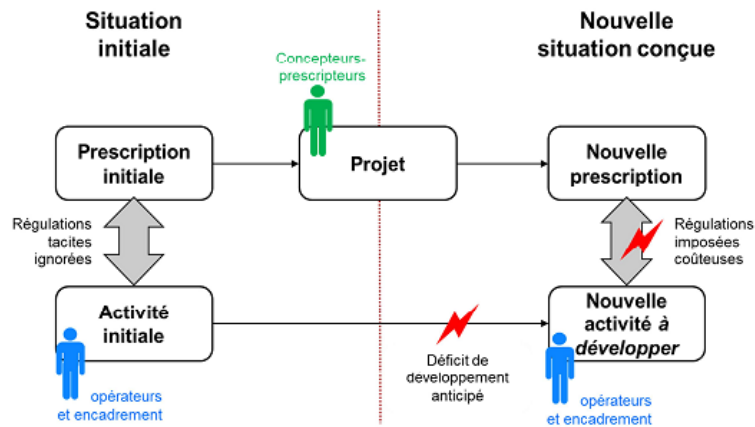 Situation
initiale
Nouvelle
situation conçue
Concepteurs-
prescripteurs
Prescription
initiale
Projet
Nouvelle
prescription
Régulations
tacites
ignorées
Régulations
imposées
coûteuses
Activité
initiale
Nouvelle
activité à
développer
Déficit de
developpement
anticipé
opérateurs
et encadrement
opérateurs
et encadrement